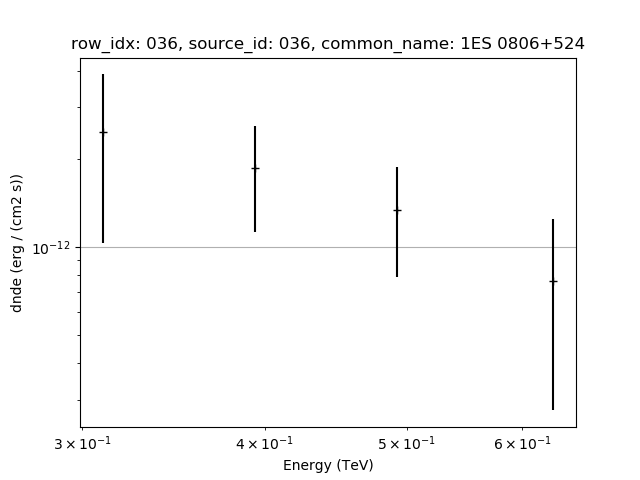 row_idx: 036, source_id: 036, common_name: 1ES 0806+524
dnde (erg / (cm2 s))
10⁻¹²
3 × 10⁻¹ 4 × 10⁻¹ 5 × 10⁻¹ 6 × 10⁻¹
Energy (TeV)